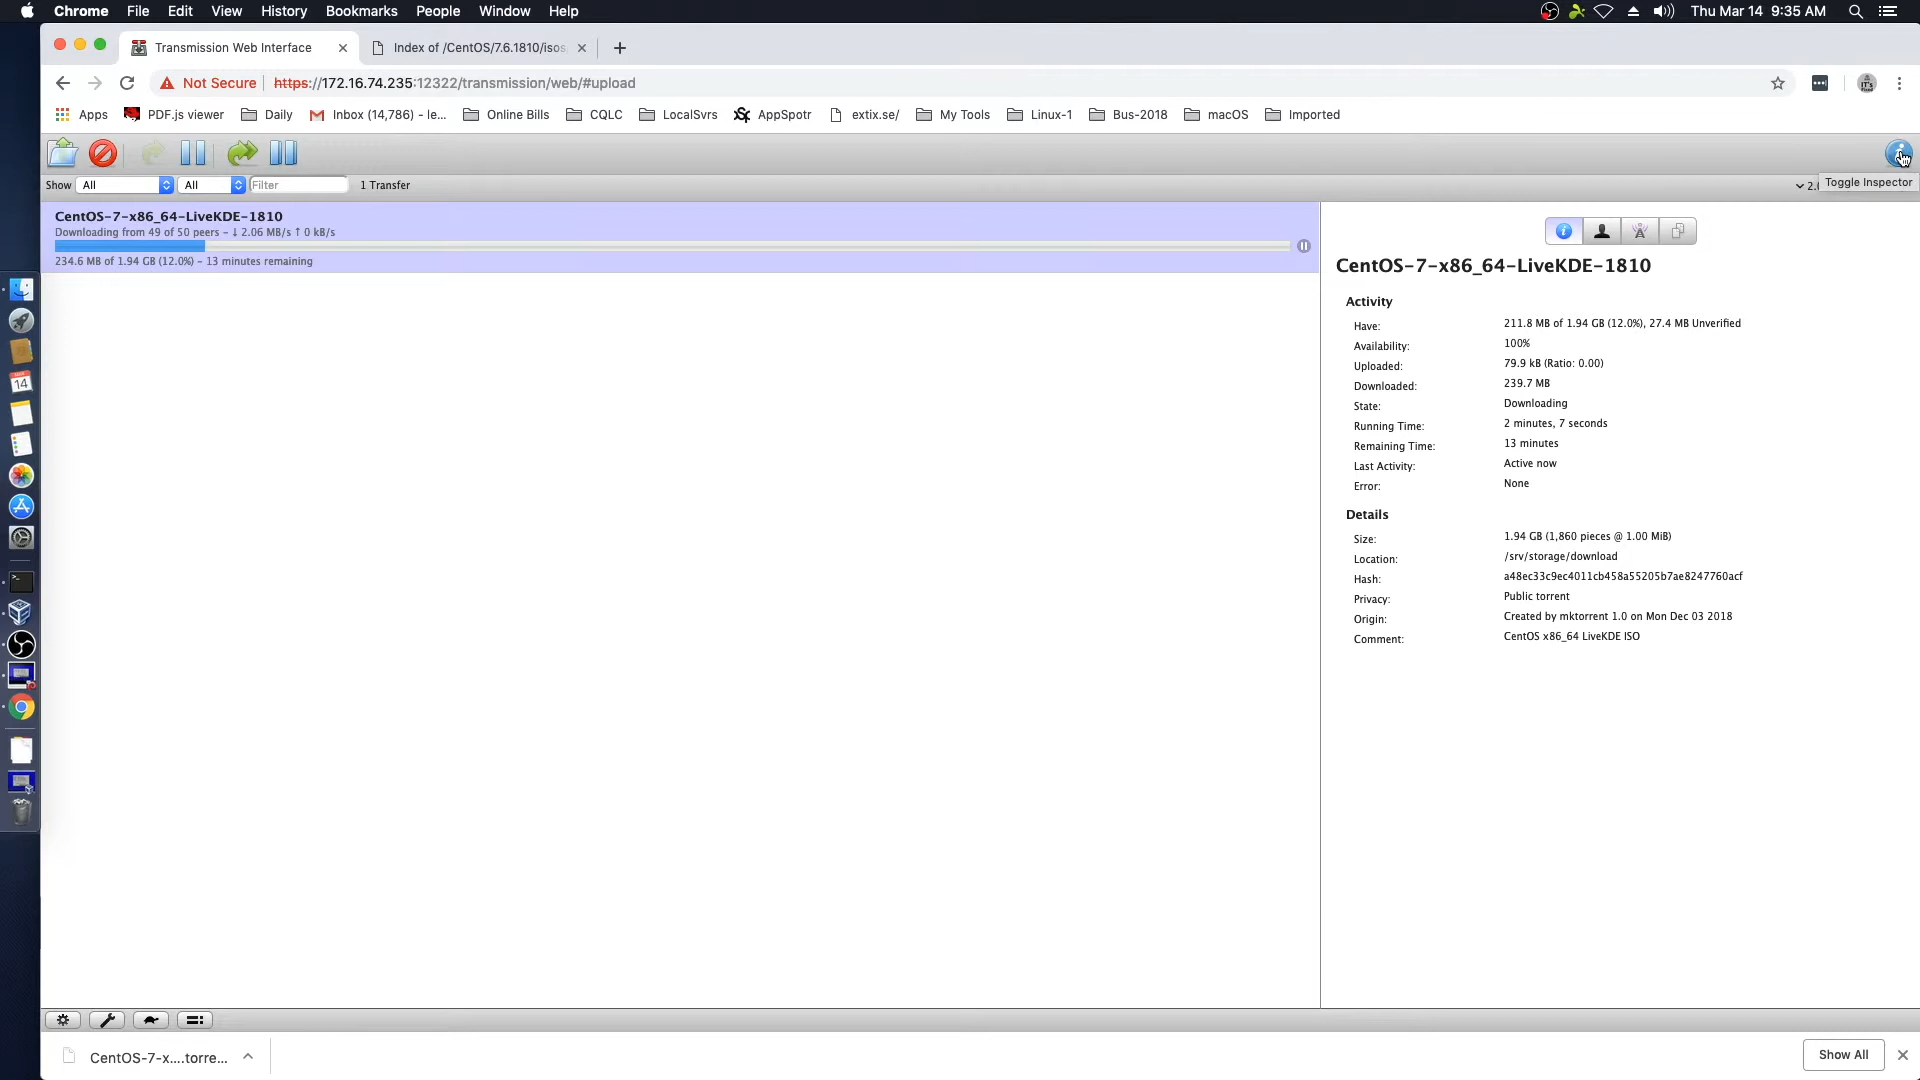 Chrome File Edit View History Bookmarks People Window Help Thu Mar 14 9:35 AM
Transmission Web Interface Index of /CentOS/7.6.1810/isos
Not Secure https://172.16.74.235:12322/transmission/web/#upload
Apps PDF.js viewer Daily Inbox (14,786) - le... Online Bills CQLC LocalSvrs AppSpotr extix.se/ My Tools Linux-1 Bus-2018 macOS Imported
Show All All Filter 1 Transfer 2.0 Toggle Inspector
CentOS-7-x86_64-LiveKDE-1810
Downloading from 49 of 50 peers - ↓ 2.06 MB/s ↑ 0 kB/s
234.6 MB of 1.94 GB (12.0%) - 13 minutes remaining
CentOS-7-x86_64-LiveKDE-1810
Activity
Have: 211.8 MB of 1.94 GB (12.0%), 27.4 MB Unverified
Availability: 100%
Uploaded: 79.9 kB (Ratio: 0.00)
Downloaded: 239.7 MB
State: Downloading
Running Time: 2 minutes, 7 seconds
Remaining Time: 13 minutes
Last Activity: Active now
Error: None
Details
Size: 1.94 GB (1,860 pieces @ 1.00 MiB)
Location: /srv/storage/download
Hash: a48ec33c9ec4011cb458a55205b7ae8247760acf
Privacy: Public torrent
Origin: Created by mktorrent 1.0 on Mon Dec 03 2018
Comment: CentOS x86_64 LiveKDE ISO
14
CentOS-7-x....torre... Show All